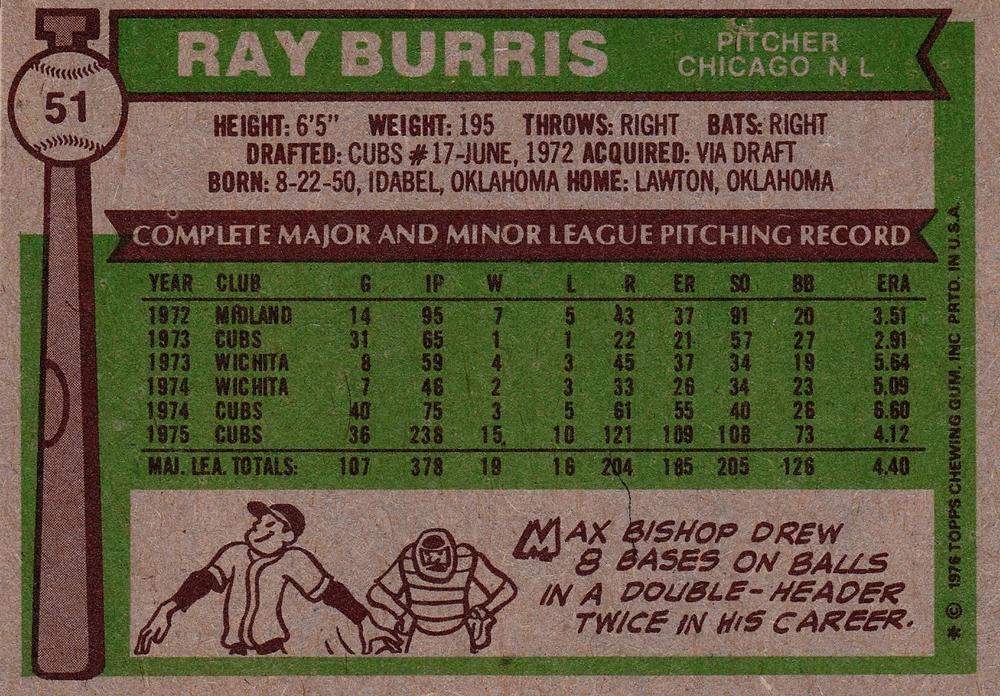 51
RAY BURRIS
PITCHER
CHICAGO N L
HEIGHT: 6'5" WEIGHT: 195 THROWS: RIGHT BATS: RIGHT
DRAFTED: CUBS #17-JUNE, 1972 ACQUIRED: VIA DRAFT
BORN: 8-22-50, IDABEL, OKLAHOMA HOME: LAWTON, OKLAHOMA
COMPLETE MAJOR AND MINOR LEAGUE PITCHING RECORD
YEAR CLUB G IP W L R ER SO BB ERA
1972 MIDLAND 14 95 7 5 43 37 91 20 3.51
1973 CUBS 31 65 1 1 22 21 57 27 2.91
1973 WICHITA 8 59 4 3 45 37 34 19 5.64
1974 WICHITA 7 46 2 3 33 26 34 23 5.09
1974 CUBS 40 75 3 5 61 55 40 26 6.60
1975 CUBS 36 238 15 10 121 109 108 73 4.12
MAJ. LEA. TOTALS: 107 378 19 16 204 185 205 126 4.40
MAX BISHOP DREW
8 BASES ON BALLS
IN A DOUBLE-HEADER
TWICE IN HIS CAREER.
* © 1976 TOPPS CHEWING GUM, INC PRTD. IN U.S.A.